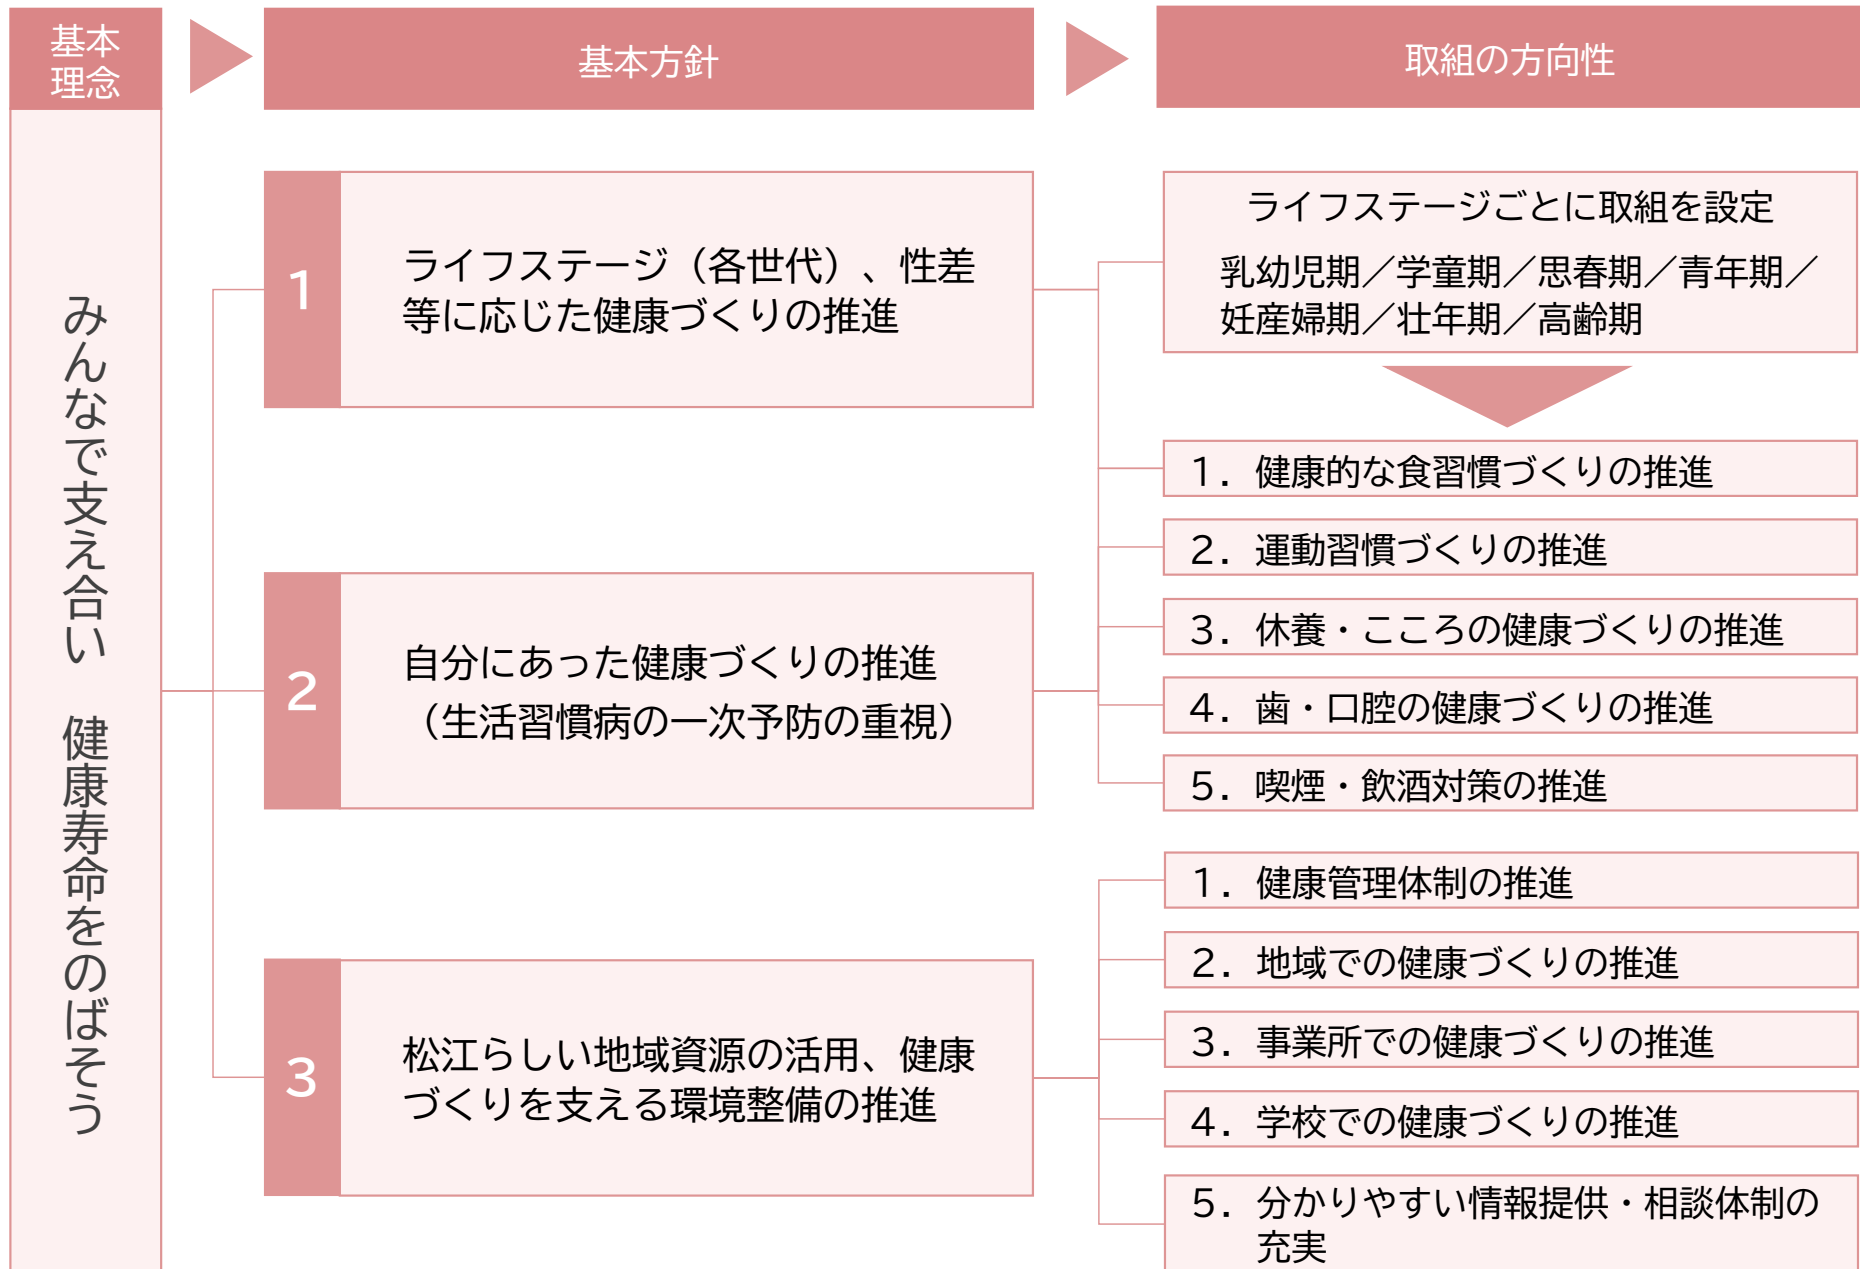 基本
理念
基本方針
取組の方向性
みんなで支え合い　健康寿命をのばそう
1
ライフステージ（各世代）、性差
等に応じた健康づくりの推進
2
自分にあった健康づくりの推進
（生活習慣病の一次予防の重視）
3
松江らしい地域資源の活用、健康
づくりを支える環境整備の推進
ライフステージごとに取組を設定
乳幼児期／学童期／思春期／青年期／
妊産婦期／壮年期／高齢期
1．健康的な食習慣づくりの推進
2．運動習慣づくりの推進
3．休養・こころの健康づくりの推進
4．歯・口腔の健康づくりの推進
5．喫煙・飲酒対策の推進
1．健康管理体制の推進
2．地域での健康づくりの推進
3．事業所での健康づくりの推進
4．学校での健康づくりの推進
5．分かりやすい情報提供・相談体制の
充実